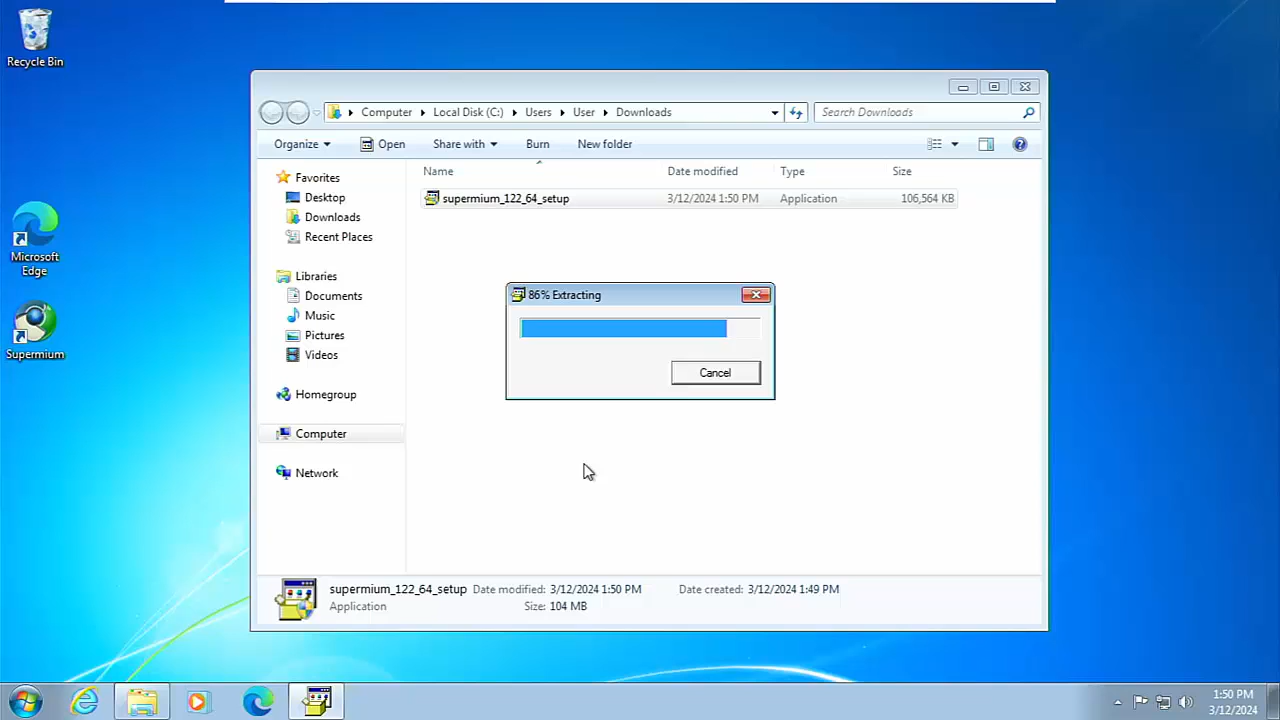 Recycle Bin
Microsoft
Edge
Supermium
Computer
Local Disk (C:)
Users
User
Downloads
Search Downloads
Organize
Open
Share with
Burn
New folder
Favorites
Desktop
Downloads
Recent Places
Libraries
Documents
Music
Pictures
Videos
Homegroup
Computer
Network
Name
Date modified
Type
Size
supermium_122_64_setup
3/12/2024 1:50 PM
Application
106,564 KB
86% Extracting
Cancel
supermium_122_64_setup
Date modified: 3/12/2024 1:50 PM
Date created: 3/12/2024 1:49 PM
Application
Size: 104 MB
1:50 PM
3/12/2024